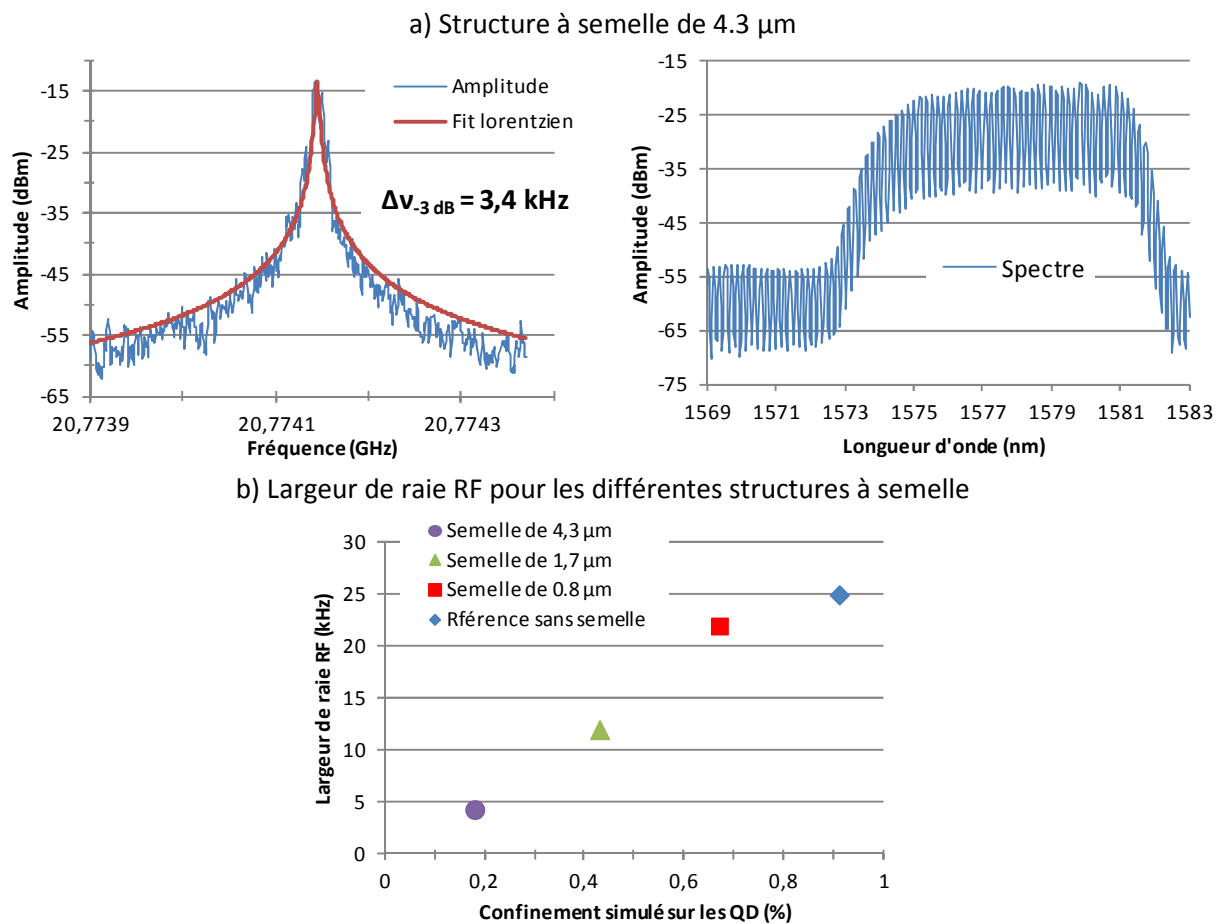 a) Structure à semelle de 4.3 µm
-15
-25
-35
-45
-55
-65
Amplitude (dBm)
Amplitude
Fit lorentzien
Δν-3 dB = 3,4 kHz
20,7739
20,7741
20,7743
Fréquence (GHz)
-15
-25
-35
-45
-55
-65
-75
Amplitude (dBm)
Spectre
1569
1571
1573
1575
1577
1579
1581
1583
Longueur d'onde (nm)
b) Largeur de raie RF pour les différentes structures à semelle
Semelle de 4,3 µm
Semelle de 1,7 µm
Semelle de 0.8 µm
Rférence sans semelle
30
25
20
15
10
5
0
Largeur de raie RF (kHz)
0
0,2
0,4
0,6
0,8
1
Confinement simulé sur les QD (%)